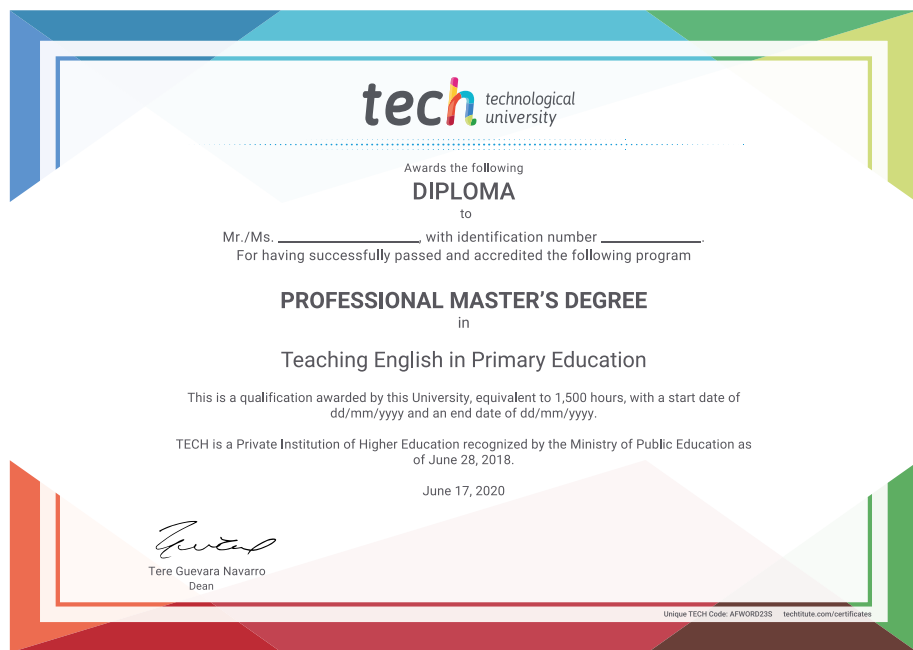 tech technological
university
Awards the following
DIPLOMA
to
Mr./Ms. ____________, with identification number ____________.
For having successfully passed and accredited the following program
PROFESSIONAL MASTER'S DEGREE
in
Teaching English in Primary Education
This is a qualification awarded by this University, equivalent to 1,500 hours, with a start date of
dd/mm/yyyy and an end date of dd/mm/yyyy.
TECH is a Private Institution of Higher Education recognized by the Ministry of Public Education as
of June 28, 2018.
June 17, 2020
Tere Guevara Navarro
Dean
Unique TECH Code: AFWORD23S techtitute.com/certificates